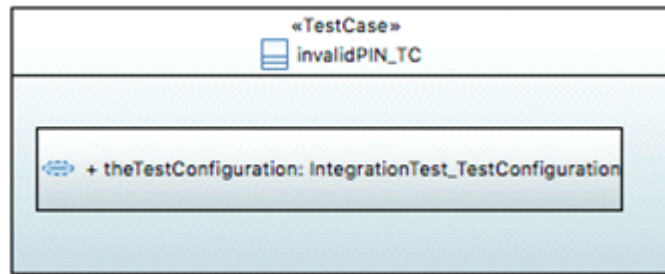 «TestCase»
invalidPIN_TC
+ theTestConfiguration: IntegrationTest_TestConfiguration